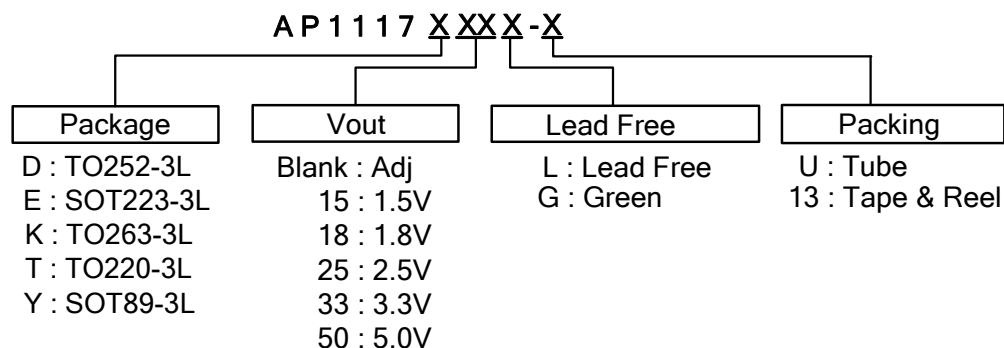 AP1117 X XX X - X
Package
D : TO252-3L
E : SOT223-3L
K : TO263-3L
T : TO220-3L
Y : SOT89-3L
Vout
Blank : Adj
15 : 1.5V
18 : 1.8V
25 : 2.5V
33 : 3.3V
50 : 5.0V
Lead Free
L : Lead Free
G : Green
Packing
U : Tube
13 : Tape & Reel